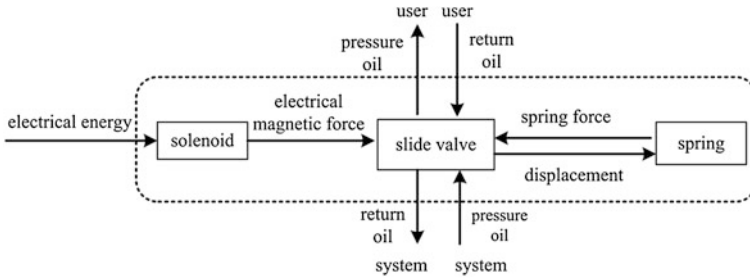 user user
pressure oil
return oil
electrical energy
solenoid
electrical magnetic force
slide valve
spring force
spring
displacement
return oil
pressure oil
system system